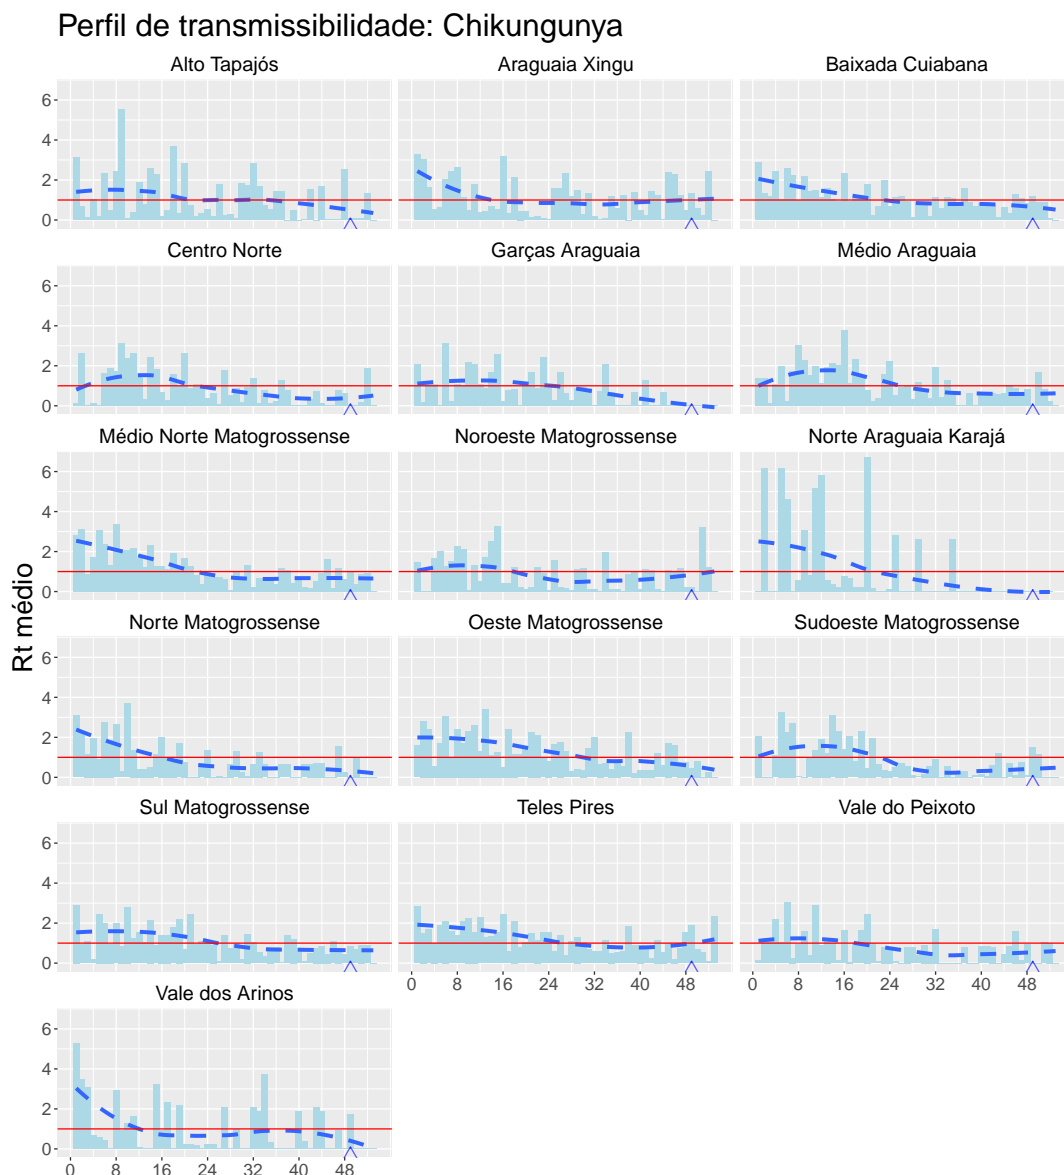 Perfil de transmissibilidade: Chikungunya
Alto Tapajós
Araguaia Xingu
Baixada Cuiabana
6
4
2
0
Centro Norte
Garças Araguaia
Médio Araguaia
6
4
2
0
Médio Norte Matogrossense
Noroeste Matogrossense
Norte Araguaia Karajá
6
4
2
0
Rt médio
Norte Matogrossense
Oeste Matogrossense
Sudoeste Matogrossense
6
4
2
0
Sul Matogrossense
Teles Pires
Vale do Peixoto
6
4
2
0
0 8 16 24 32 40 48
0 8 16 24 32 40 48
Vale dos Arinos
6
4
2
0
0 8 16 24 32 40 48